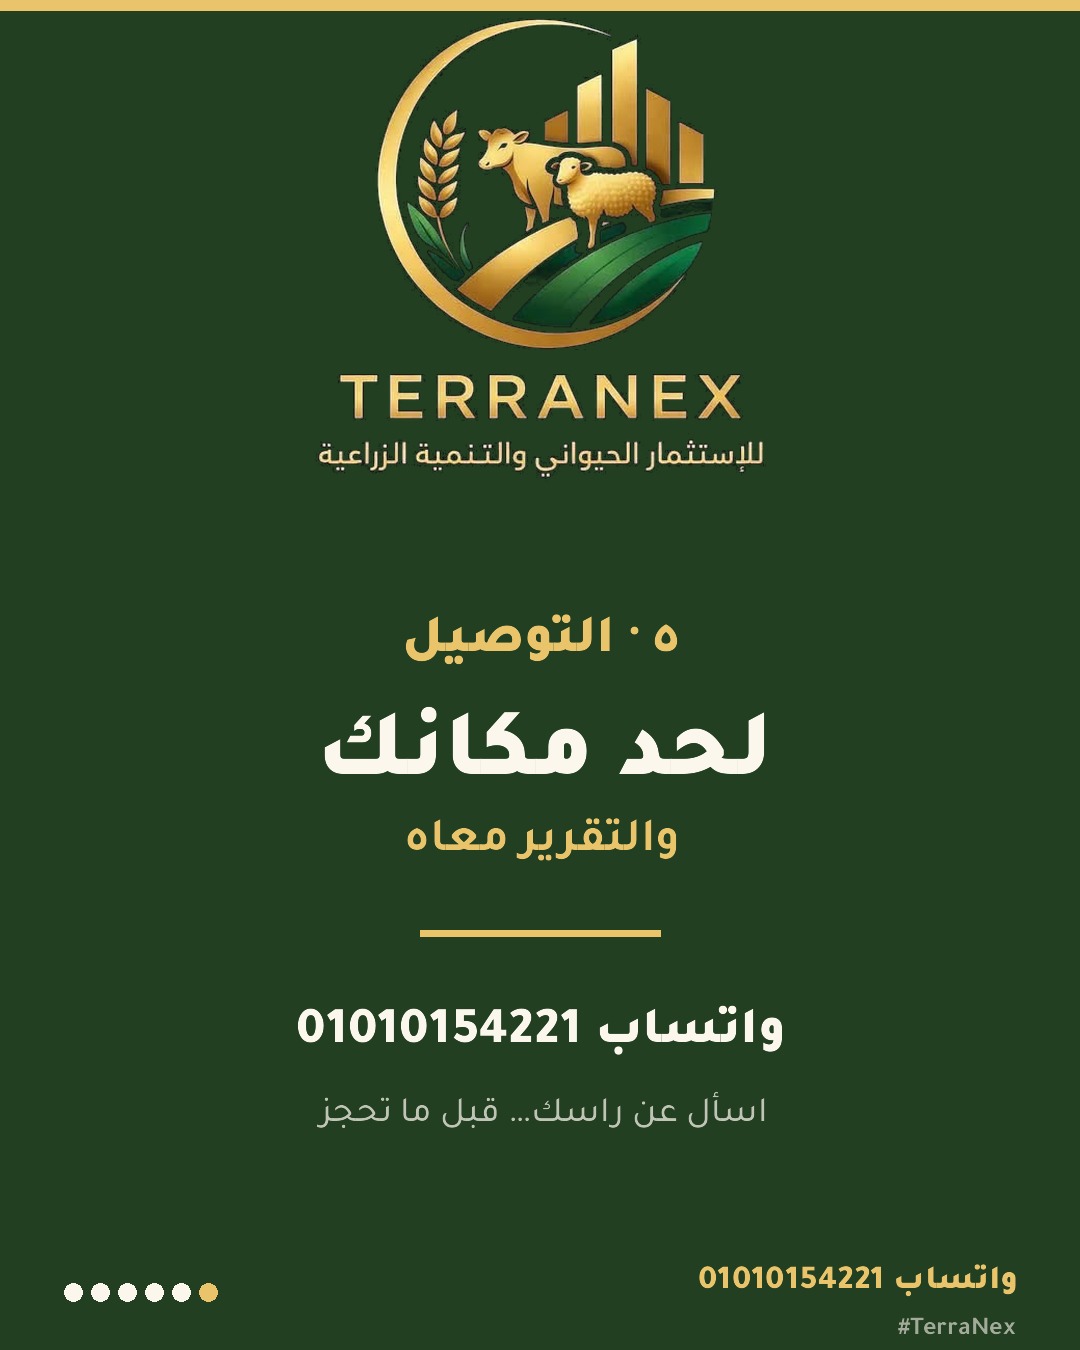 TERRANEX
للإستثمار الحيواني والتنمية الزراعية
٥ · التوصيل
لحد مكانك
والتقرير معاه
واتساب 01010154221
اسأل عن راسك... قبل ما تحجز
واتساب 01010154221
#TerraNex